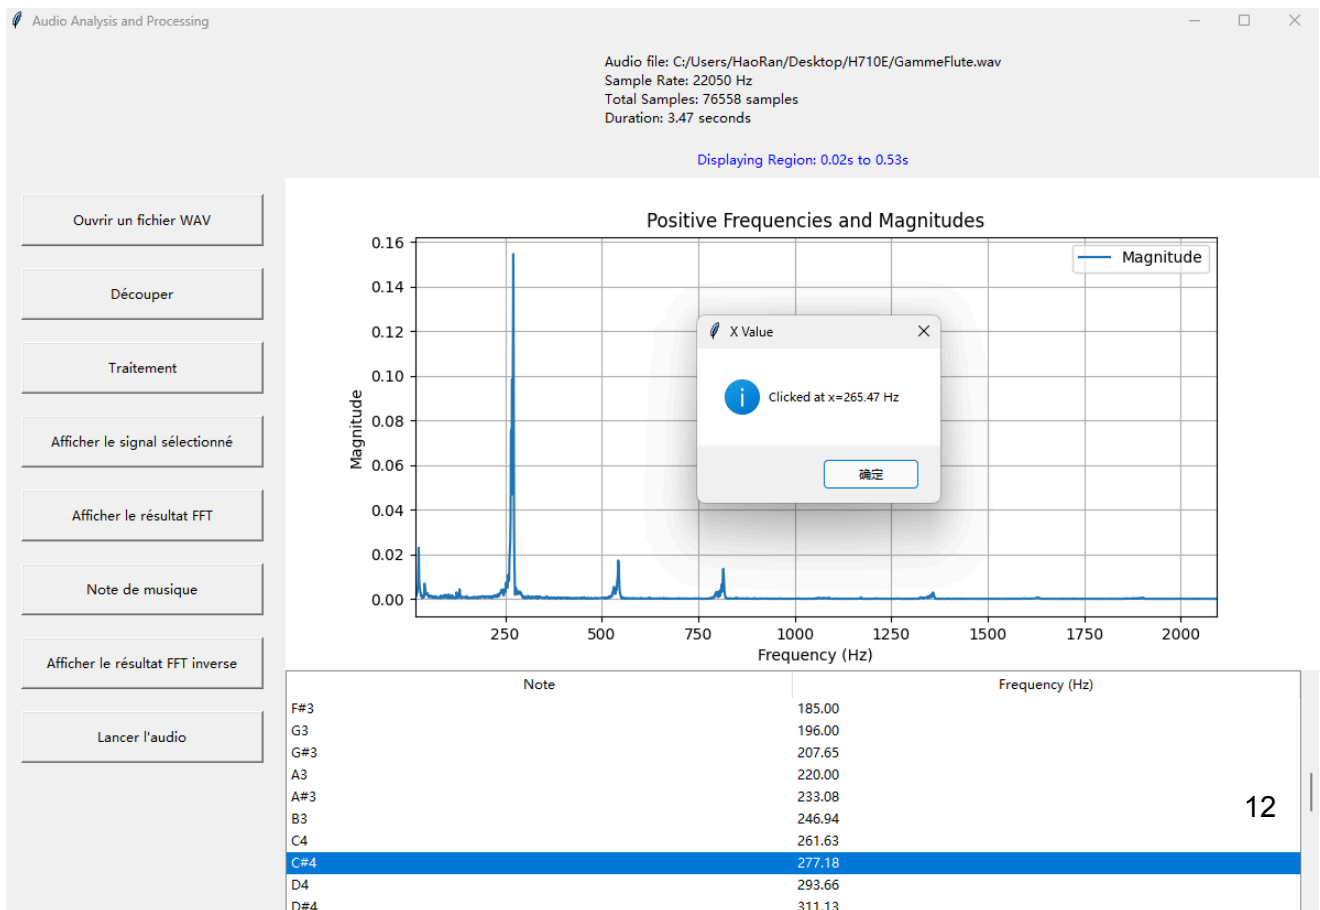 Audio Analysis and Processing
Audio file: C:/Users/HaoRan/Desktop/H710E/GammeFlute.wav
Sample Rate: 22050 Hz
Total Samples: 76558 samples
Duration: 3.47 seconds
Displaying Region: 0.02s to 0.53s
Ouvrir un fichier WAV
Découper
Traitement
Afficher le signal sélectionné
Afficher le résultat FFT
Note de musique
Afficher le résultat FFT inverse
Lancer l'audio
Positive Frequencies and Magnitudes
Magnitude
0.16
0.14
0.12
0.10
0.08
0.06
0.04
0.02
0.00
Magnitude
X Value
Clicked at x=265.47 Hz
确定
250 500 750 1000 1250 1500 1750 2000
Frequency (Hz)
Note Frequency (Hz)
F#3 185.00
G3 196.00
G#3 207.65
A3 220.00
A#3 233.08
B3 246.94
C4 261.63
C#4 277.18
D4 293.66
D#4 311.13
12